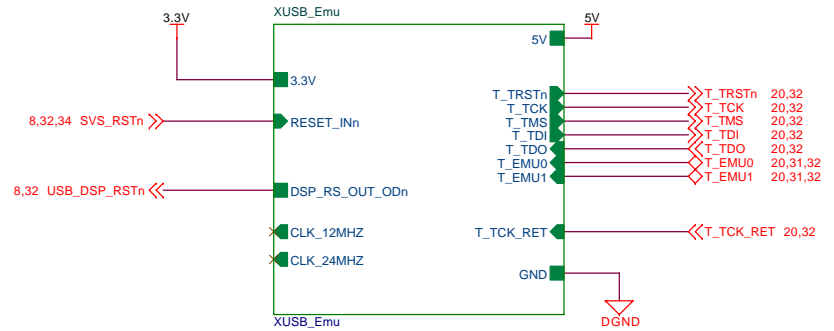 XUSB_Emu
3.3V
5V
5V
3.3V
T_TRSTn T_TRSTn 20,32
T_TCK T_TCK 20,32
8,32,34 SVS_RSTn RESET_INn T_TMS T_TMS 20,32
T_TDI T_TDI 20,32
T_TDO T_TDO 20,32
T_EMU0 T_EMU0 20,31,32
T_EMU1 T_EMU1 20,31,32
8,32 USB_DSP_RSTn DSP_RS_OUT_ODn
CLK_12MHZ T_TCK_RET T_TCK_RET 20,32
CLK_24MHZ
GND
DGND
XUSB_Emu